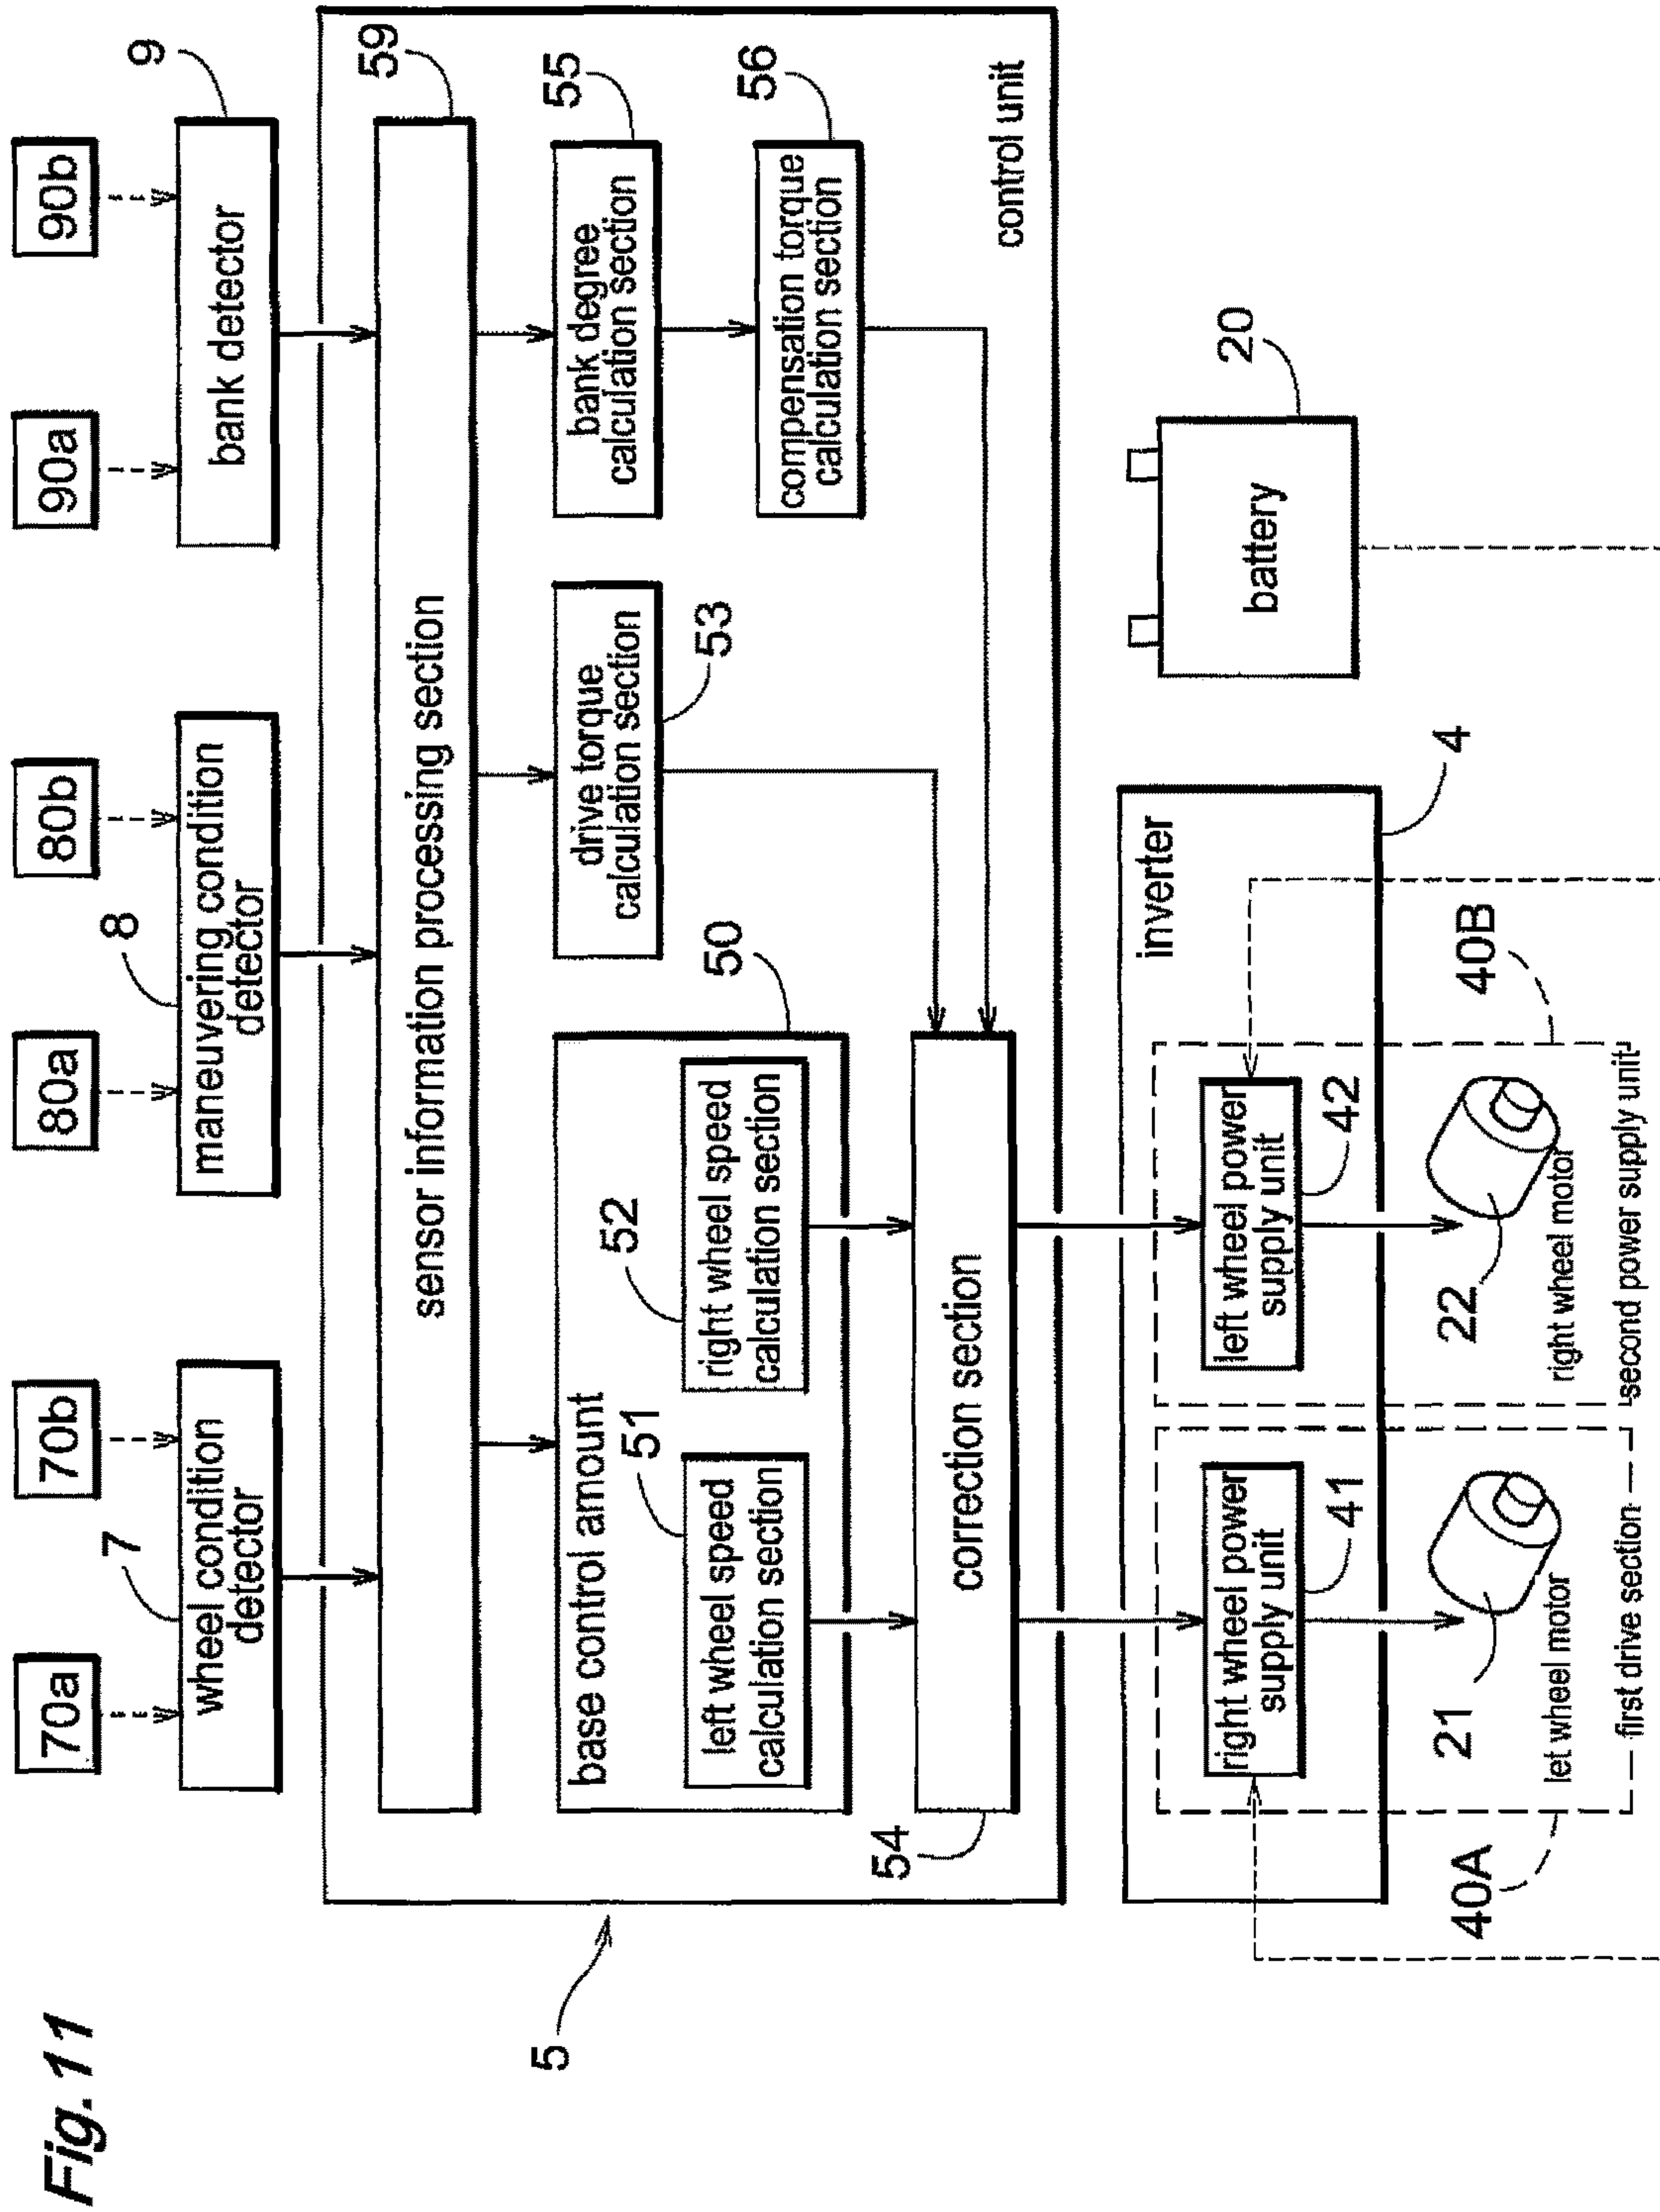 Fig. 11
70a
70b
80a
80b
90a
90b
7
wheel condition
detector
8
maneuvering condition
detector
9
bank detector
5
59
sensor information processing section
base control amount
50
51
left wheel speed
calculation section
52
right wheel speed
calculation section
drive torque
calculation section
53
bank degree
calculation section
55
compensation torque
calculation section
56
54
correction section
control unit
inverter
4
right wheel power
supply unit
41
left wheel power
supply unit
42
battery
20
40A
21
let wheel motor
first drive section
40B
22
right wheel motor
second power supply unit